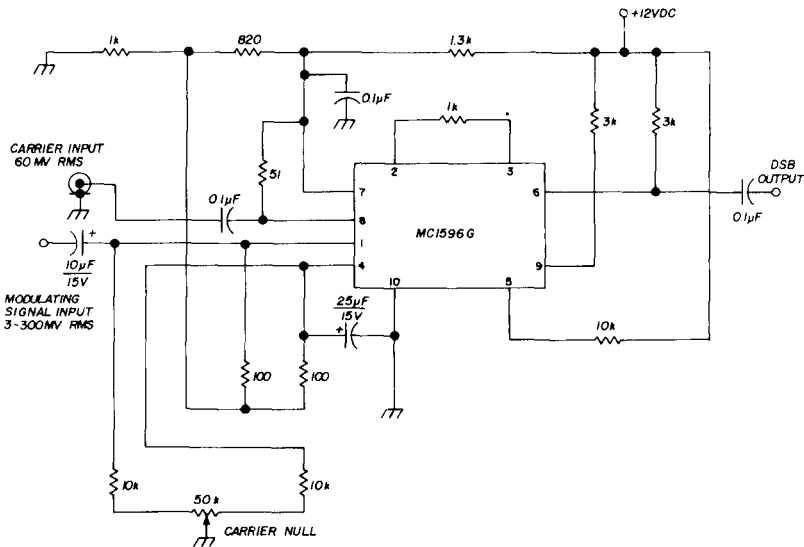 +12VDC
1k
820
1.3k
0.1µF
1k
3k
3k
CARRIER INPUT
60 MV RMS
51
2
3
DSB
OUTPUT
7
6
0.1µF
8
MC1596G
0.1µF
1
4
9
10µF
15V
10
5
MODULATING
SIGNAL INPUT
3-300MV RMS
25µF
15V
10k
100
100
10k
50k
10k
CARRIER NULL